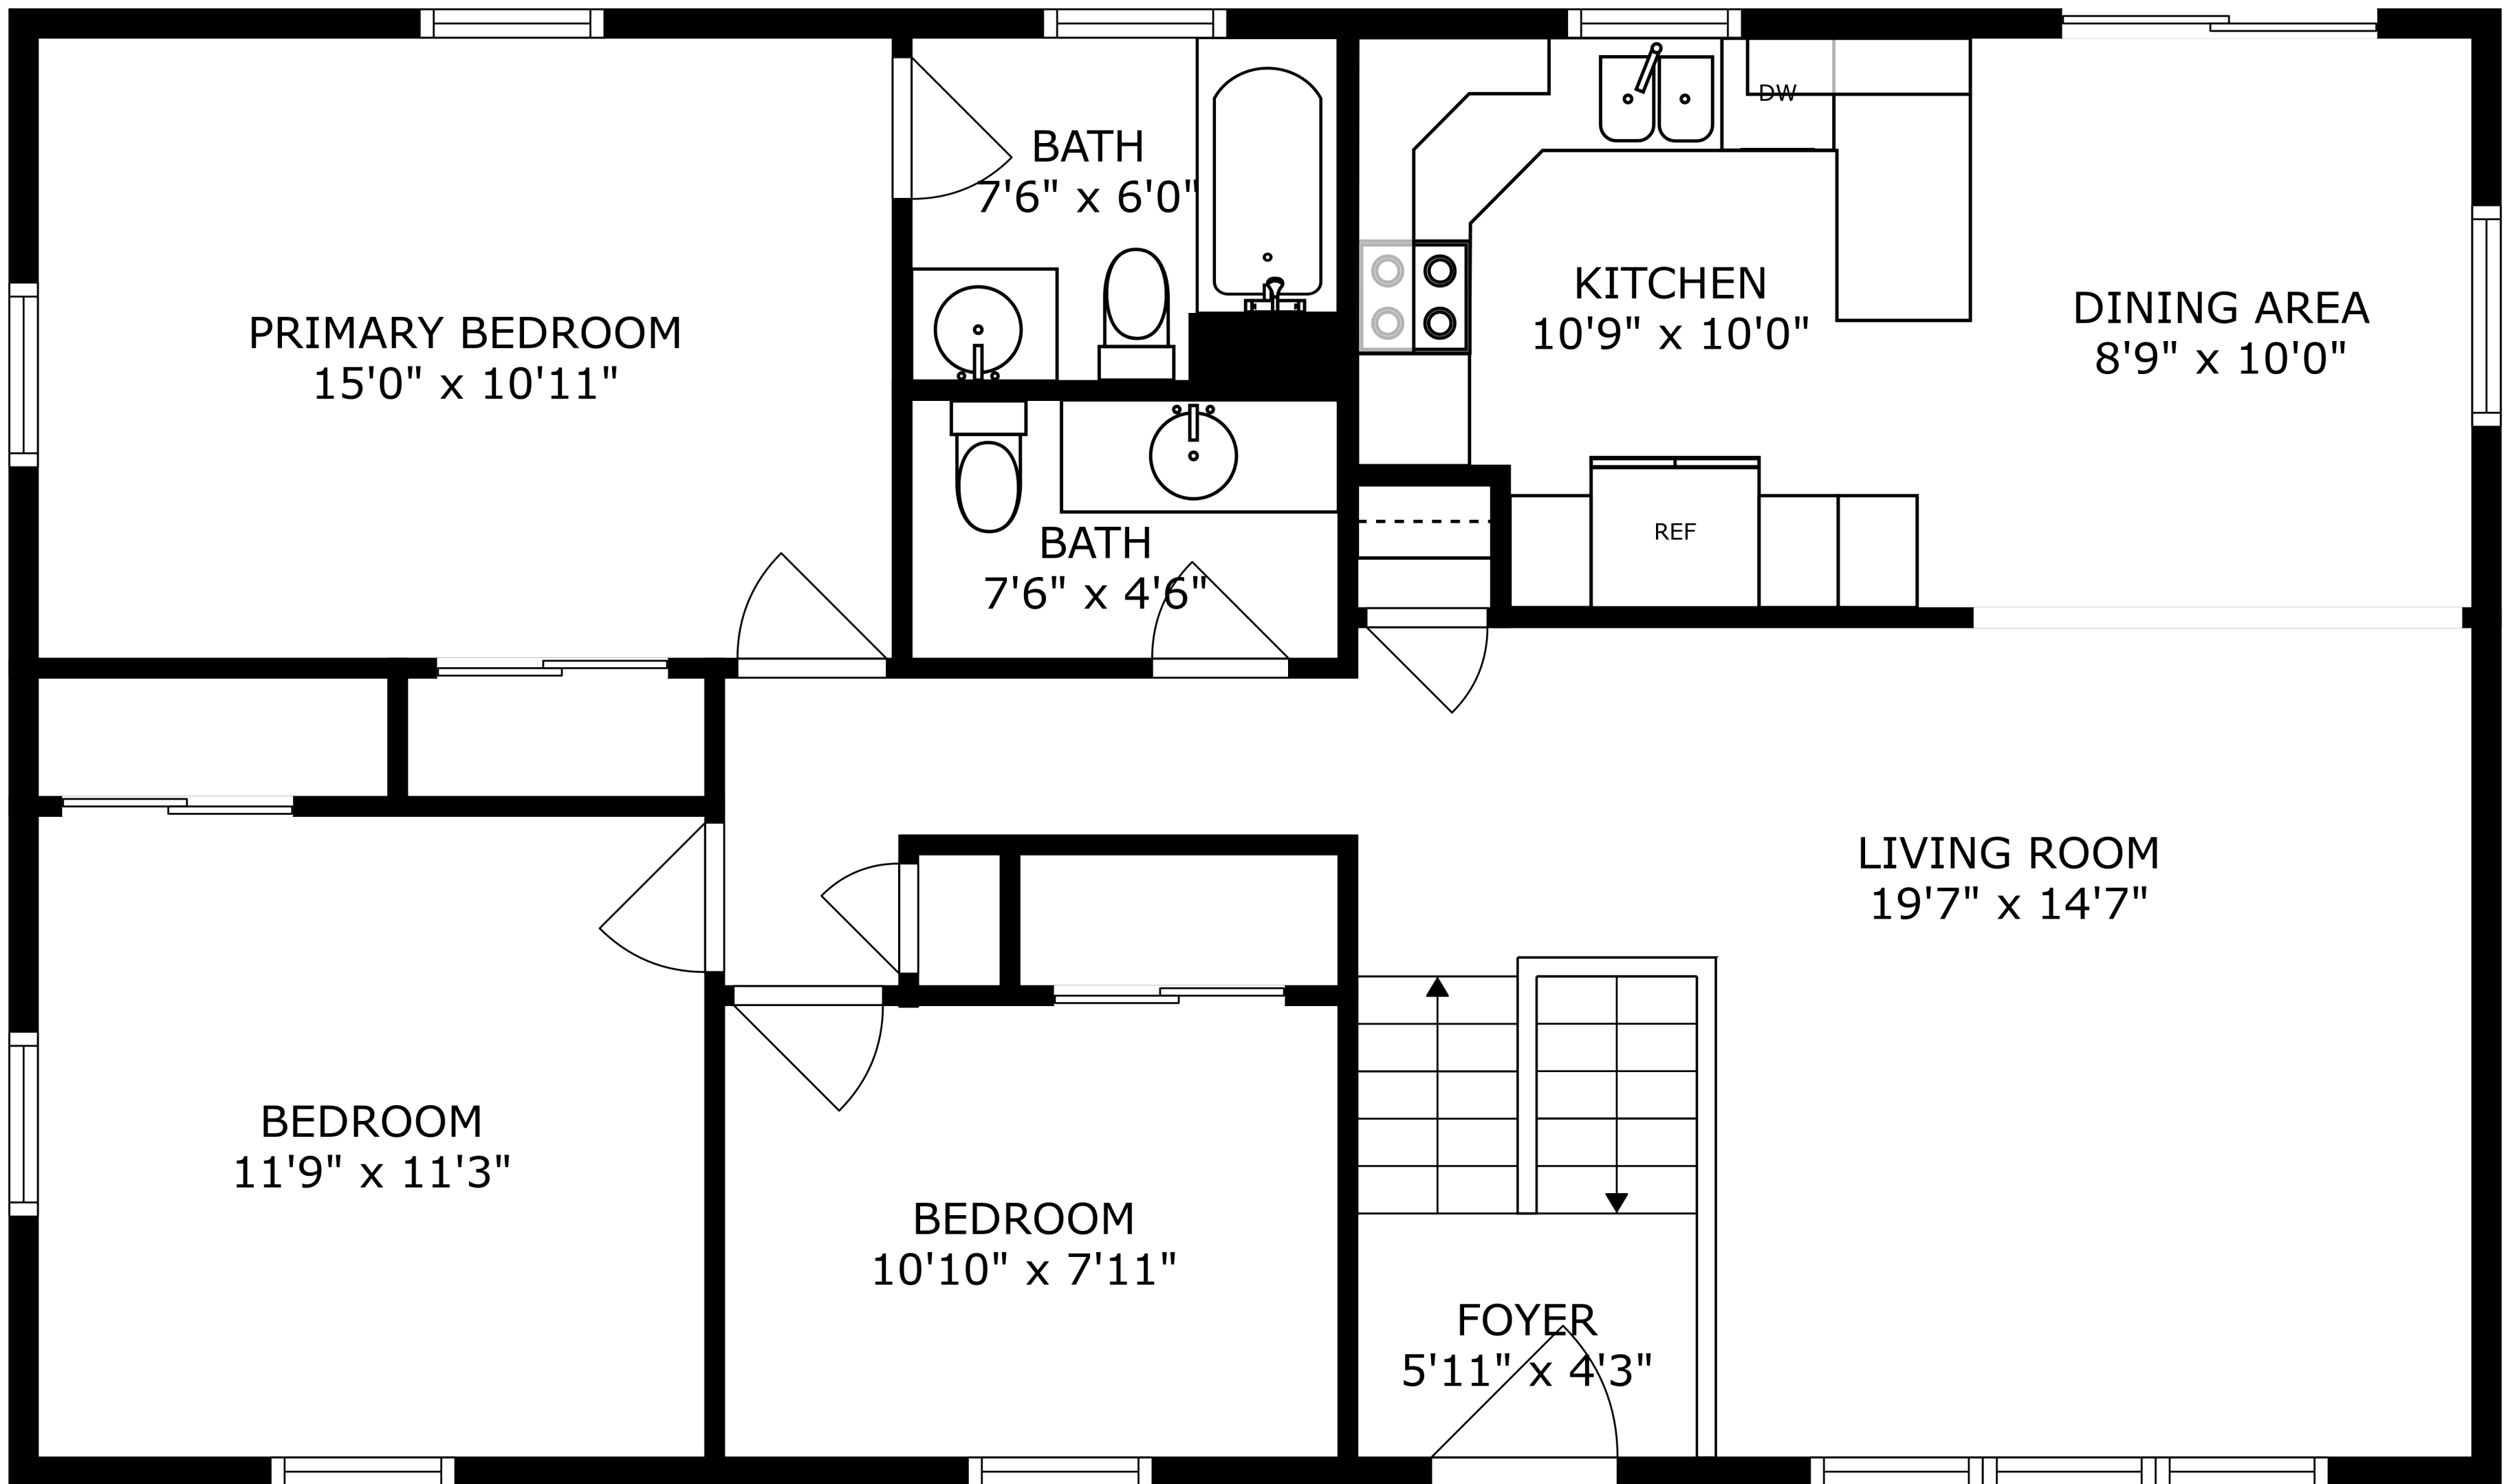 BATH
7'6" x 6'0"
DW
KITCHEN
10'9" x 10'0"
DINING AREA
8'9" x 10'0"
PRIMARY BEDROOM
15'0" x 10'11"
REF
BATH
7'6" x 4'6"
LIVING ROOM
19'7" x 14'7"
BEDROOM
11'9" x 11'3"
BEDROOM
10'10" x 7'11"
FOYER
5'11" x 4'3"